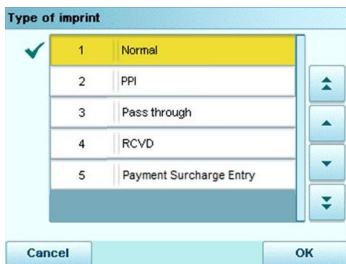 Type of imprint
1 Normal
2 PPI
3 Pass through
4 RCVD
5 Payment Surcharge Entry
Cancel OK